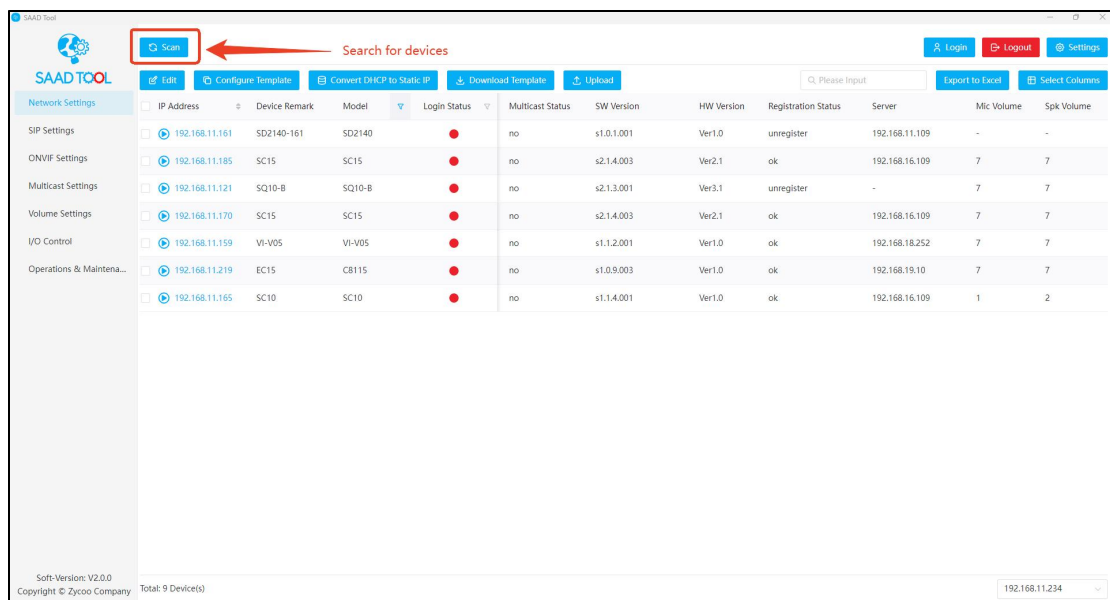 SAAD Tool
Scan
Search for devices
Login
Logout
Settings
SAAD TOOL
Edit
Configure Template
Convert DHCP to Static IP
Download Template
Upload
Please Input
Export to Excel
Select Columns
Network Settings
SIP Settings
ONVIF Settings
Multicast Settings
Volume Settings
I/O Control
Operations & Maintena...
IP Address Device Remark Model Login Status Multicast Status SW Version HW Version Registration Status Server Mic Volume Spk Volume
192.168.11.161 SD2140-161 SD2140 no s1.0.1.001 Ver1.0 unregister 192.168.11.109 - -
192.168.11.185 SC15 SC15 no s2.1.4.003 Ver2.1 ok 192.168.16.109 7 7
192.168.11.121 SQ10-B SQ10-B no s2.1.3.001 Ver3.1 unregister - 7 7
192.168.11.170 SC15 SC15 no s2.1.4.003 Ver2.1 ok 192.168.16.109 7 7
192.168.11.159 VI-V05 VI-V05 no s1.1.2.001 Ver1.0 ok 192.168.18.252 7 7
192.168.11.219 EC15 C8115 no s1.0.9.003 Ver1.0 ok 192.168.19.10 7 7
192.168.11.165 SC10 SC10 no s1.1.4.001 Ver1.0 ok 192.168.16.109 1 2
Soft-Version: V2.0.0
Copyright © Zycoo Company
Total: 9 Device(s)
192.168.11.234